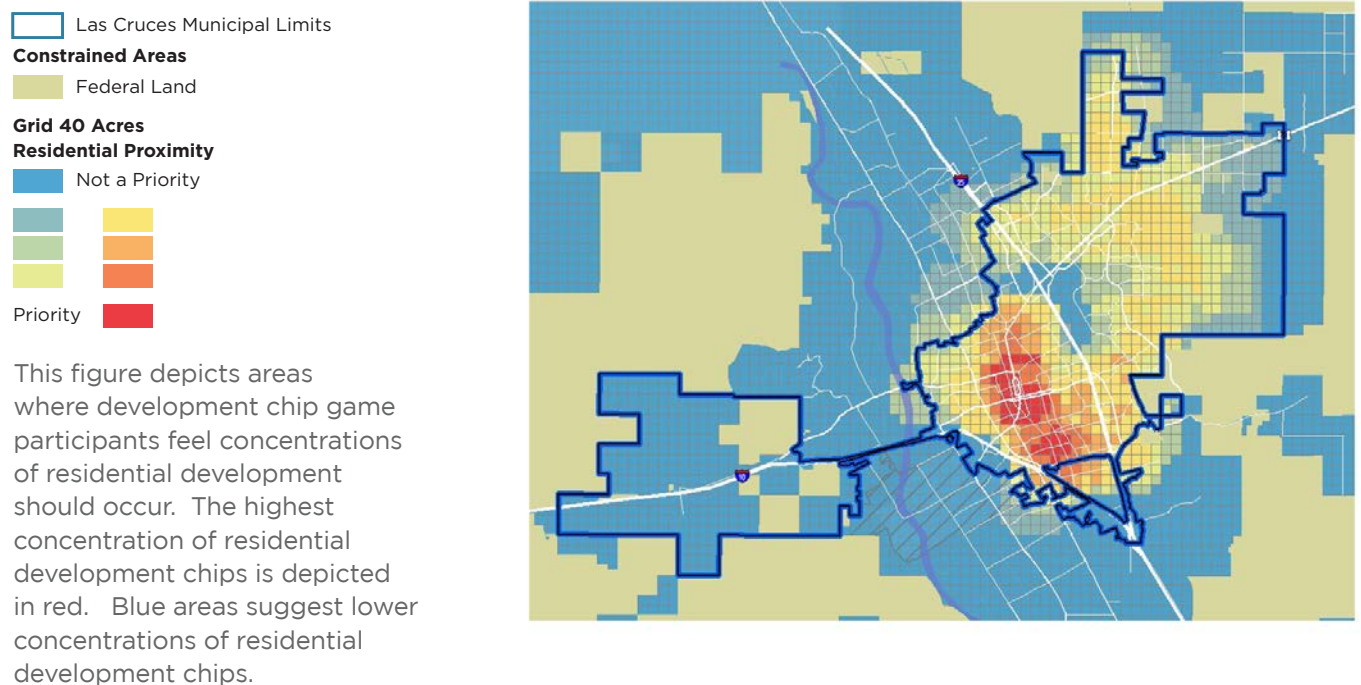 Las Cruces Municipal Limits
Constrained Areas
Federal Land
Grid 40 Acres
Residential Proximity
Not a Priority
Priority
This figure depicts areas
where development chip game
participants feel concentrations
of residential development
should occur.  The highest
concentration of residential
development chips is depicted
in red.   Blue areas suggest lower
concentrations of residential
development chips.
25
10